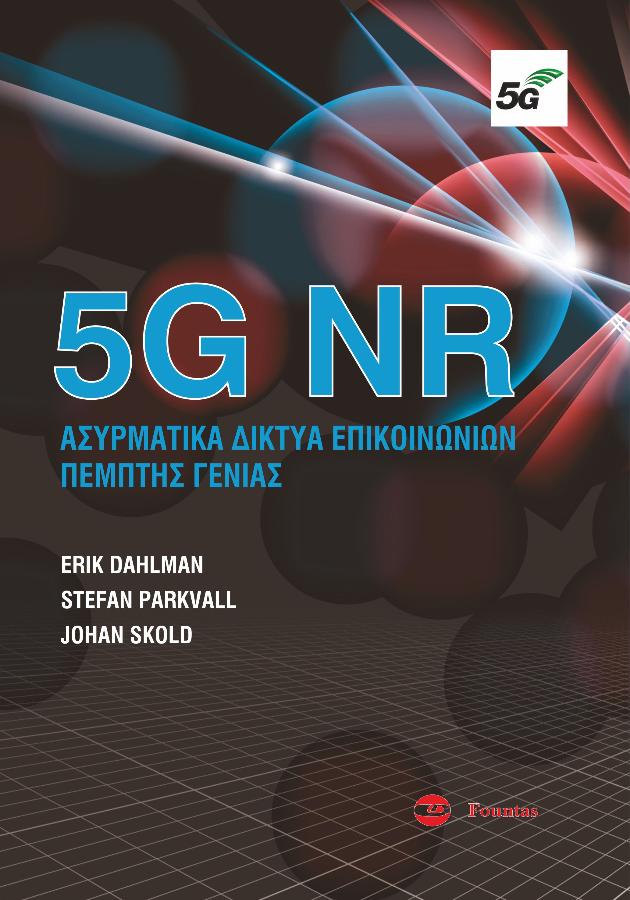 5G
5G NR
ΑΣΥΡΜΑΤΙΚΑ ΔΙΚΤΥΑ ΕΠΙΚΟΙΝΩΝΙΩΝ
ΠΕΜΠΤΗΣ ΓΕΝΙΑΣ
ERIK DAHLMAN
STEFAN PARKVALL
JOHAN SKOLD
Fountas